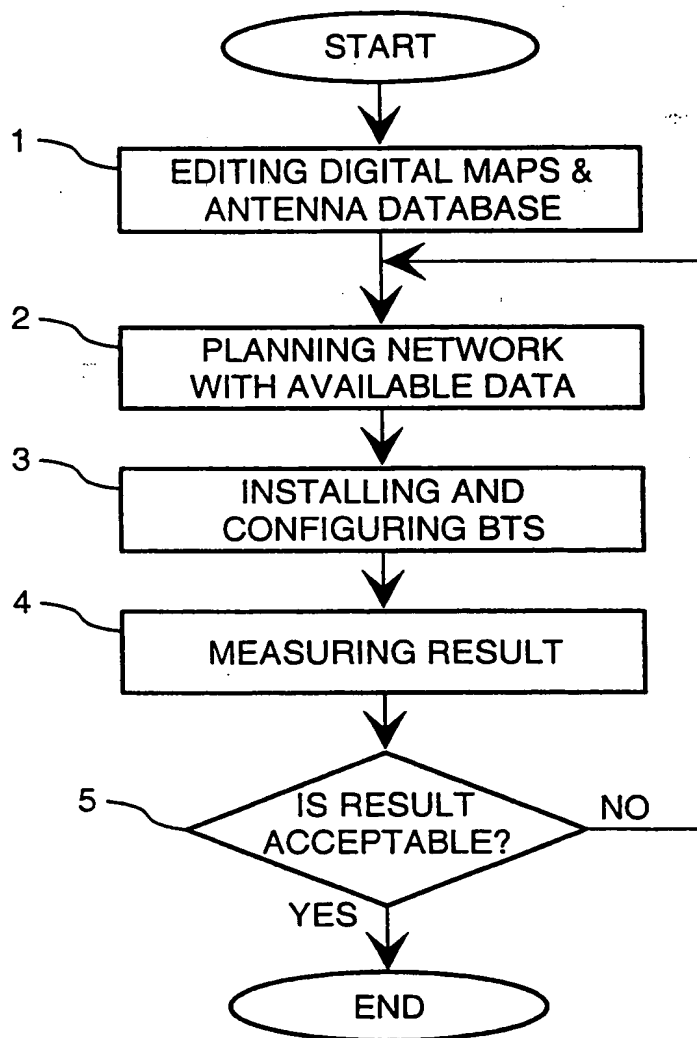 START
1
EDITING DIGITAL MAPS &
ANTENNA DATABASE
2
PLANNING NETWORK
WITH AVAILABLE DATA
3
INSTALLING AND
CONFIGURING BTS
4
MEASURING RESULT
5
IS RESULT
ACCEPTABLE?
NO
YES
END